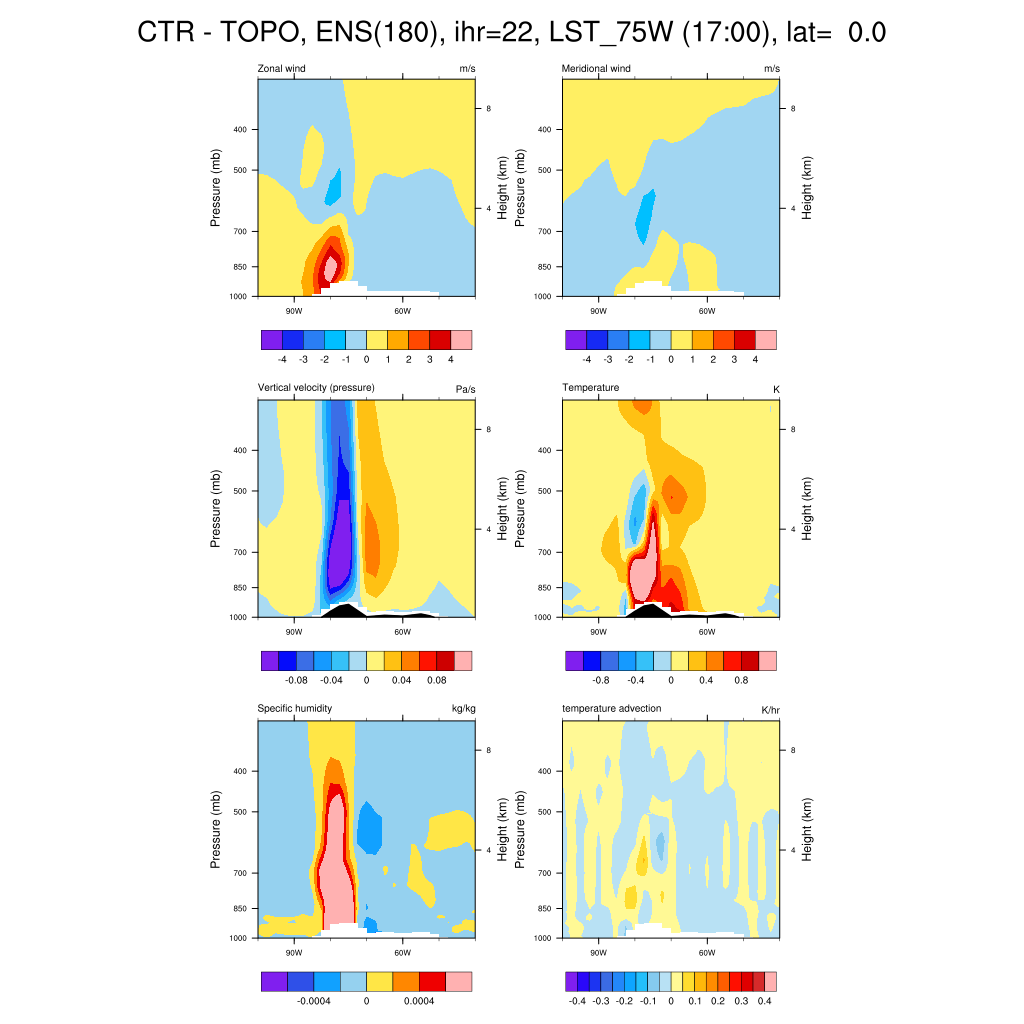 CTR - TOPO, ENS(180), ihr=22, LST_75W (17:00), lat=  0.0
Zonal wind m/s
Pressure (mb)
400
500
700
850
1000
8
4
Height (km)
90W 60W
-4 -3 -2 -1 0 1 2 3 4
Meridional wind m/s
Pressure (mb)
400
500
700
850
1000
8
4
Height (km)
90W 60W
-4 -3 -2 -1 0 1 2 3 4
Vertical velocity (pressure) Pa/s
Pressure (mb)
400
500
700
850
1000
8
4
Height (km)
90W 60W
-0.08 -0.04 0 0.04 0.08
Temperature K
Pressure (mb)
400
500
700
850
1000
8
4
Height (km)
90W 60W
-0.8 -0.4 0 0.4 0.8
Specific humidity kg/kg
Pressure (mb)
400
500
700
850
1000
8
4
Height (km)
90W 60W
-0.0004 0 0.0004
temperature advection K/hr
Pressure (mb)
400
500
700
850
1000
8
4
Height (km)
90W 60W
-0.4 -0.3 -0.2 -0.1 0 0.1 0.2 0.3 0.4